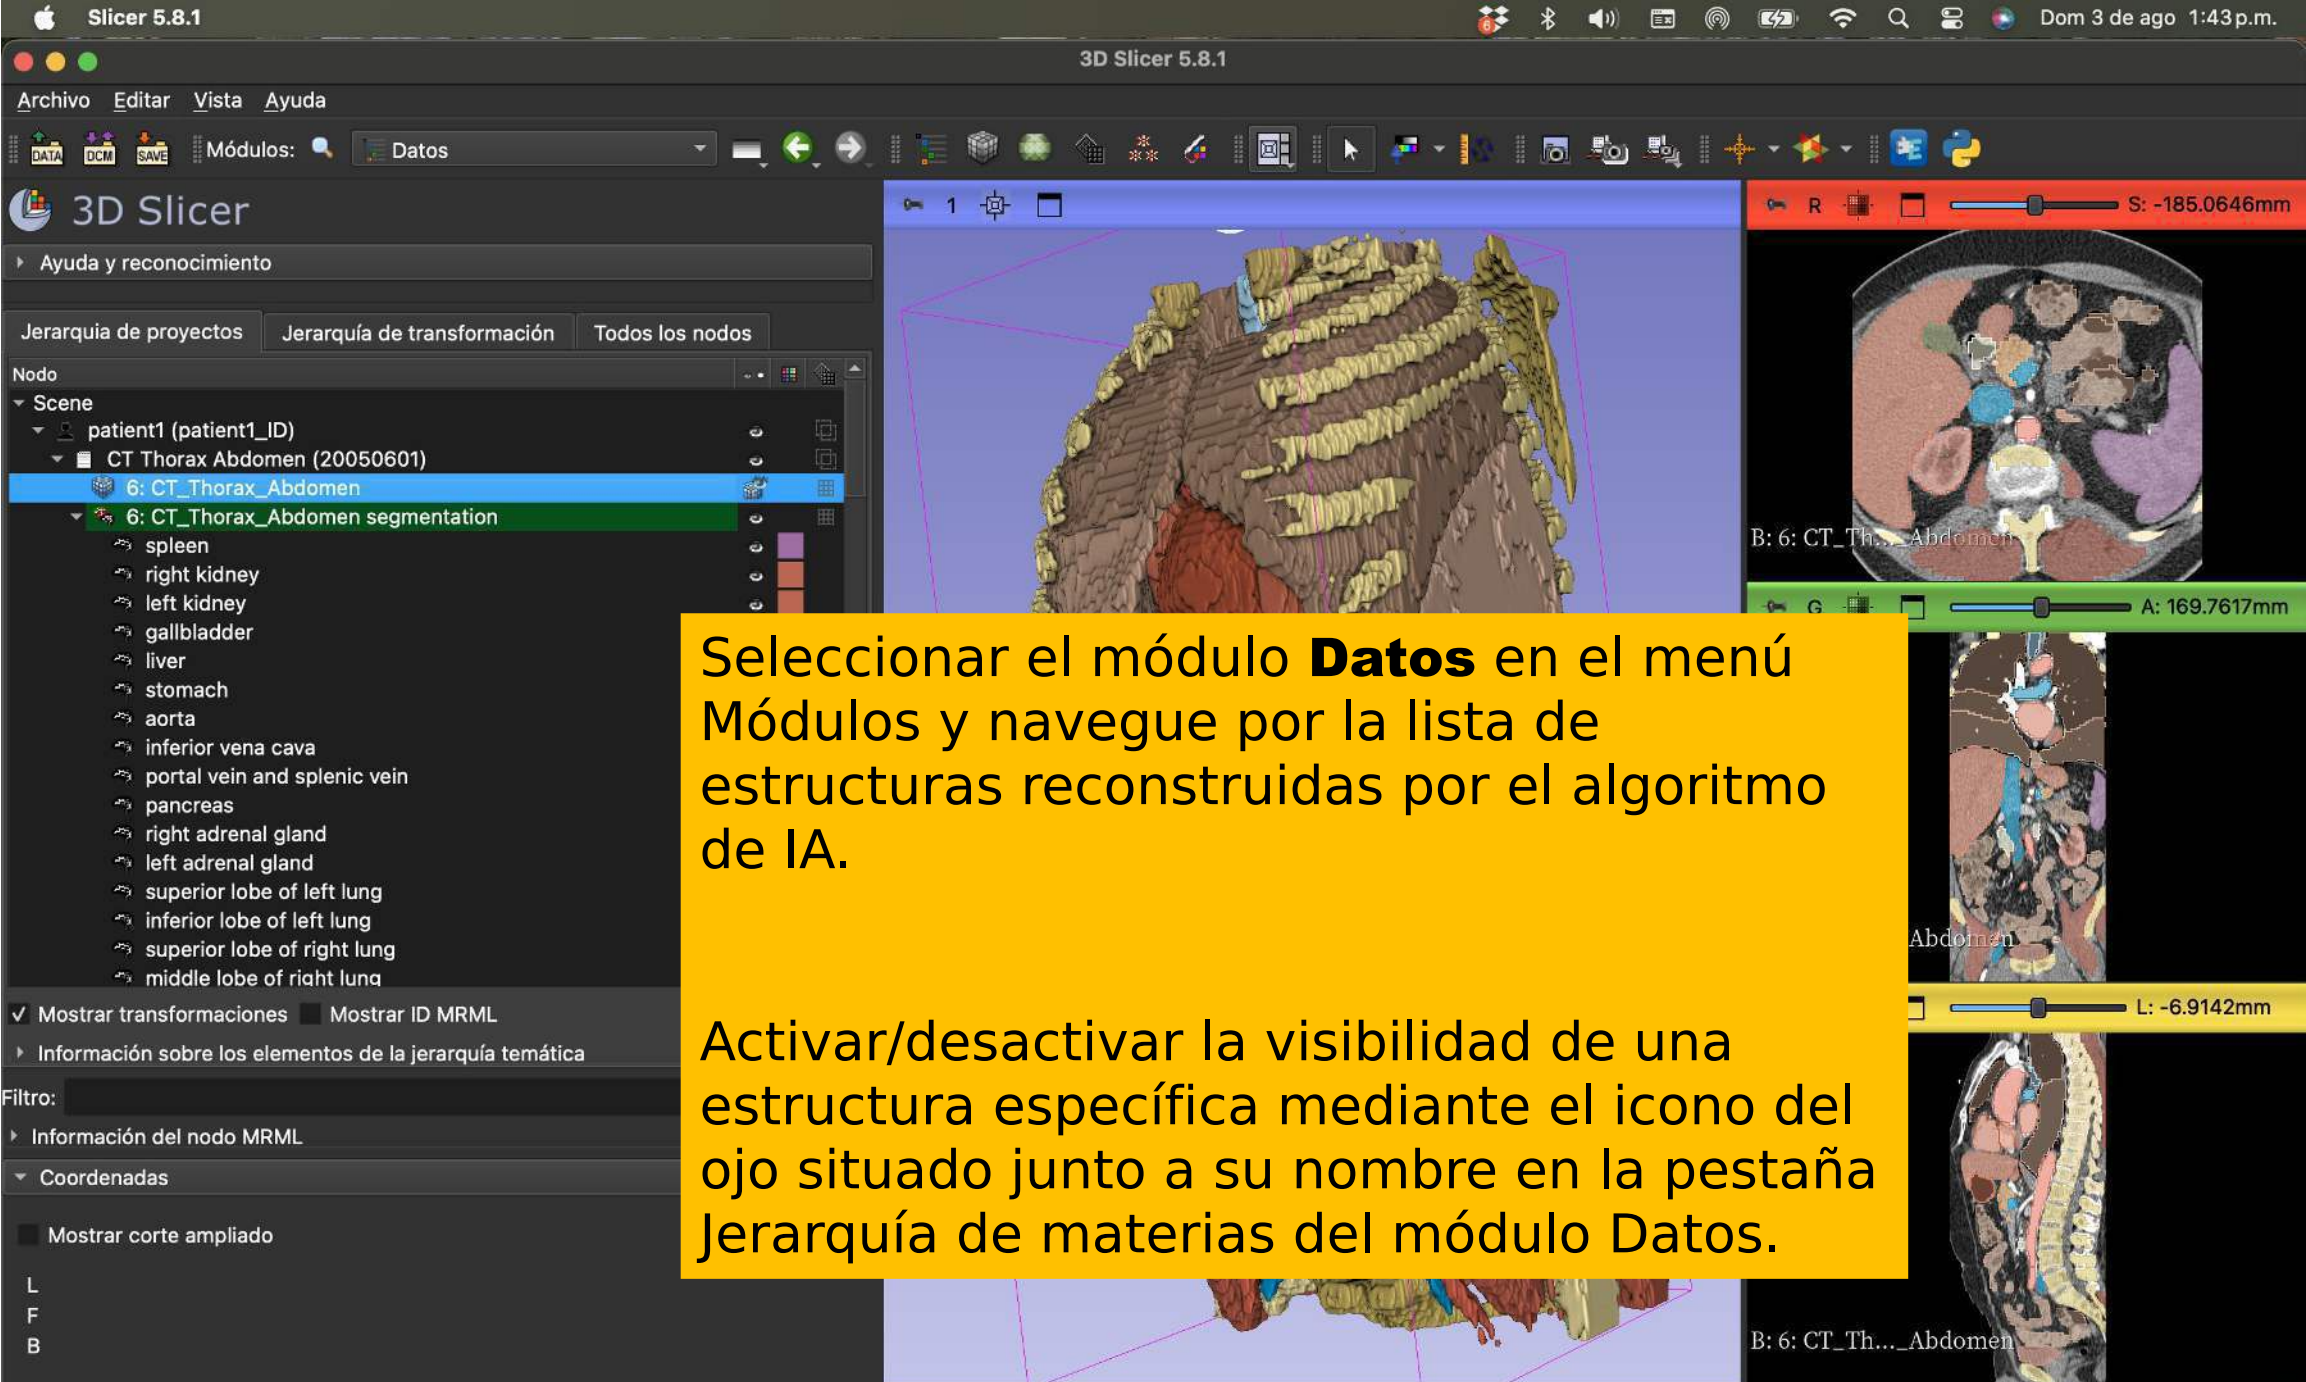 Slicer 5.8.1
Dom 3 de ago 1:43 p.m.
3D Slicer 5.8.1
Archivo Editar Vista Ayuda
DATA DCM SAVE Módulos: Datos
3D Slicer
1
R
S: -185.0646mm
Ayuda y reconocimiento
Jerarquia de proyectos Jerarquía de transformación Todos los nodos
Nodo
Scene
patient1 (patient1_ID)
CT Thorax Abdomen (20050601)
6: CT_Thorax_Abdomen
6: CT_Thorax_Abdomen segmentation
spleen
right kidney
left kidney
gallbladder
liver
stomach
aorta
inferior vena cava
portal vein and splenic vein
pancreas
right adrenal gland
left adrenal gland
superior lobe of left lung
inferior lobe of left lung
superior lobe of right lung
middle lobe of right lung
B: 6: CT_Th..._Abdomen
G
A: 169.7617mm
Seleccionar el módulo Datos en el menú
Módulos y navegue por la lista de
estructuras reconstruidas por el algoritmo
de IA.
Activar/desactivar la visibilidad de una
estructura específica mediante el icono del
ojo situado junto a su nombre en la pestaña
Jerarquía de materias del módulo Datos.
Abdomen
L: -6.9142mm
B: 6: CT_Th..._Abdomen
Mostrar transformaciones Mostrar ID MRML
Información sobre los elementos de la jerarquía temática
Filtro:
Información del nodo MRML
Coordenadas
Mostrar corte ampliado
L
F
B